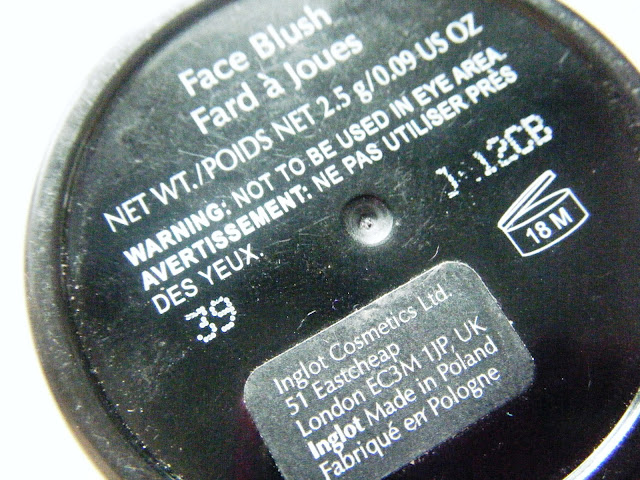 Face Blush
Fard à Joues
NET WT./POIDS NET 2.5 g/0.09 US OZ
WARNING: NOT TO BE USED IN EYE AREA.
AVERTISSEMENT: NE PAS UTILISER PRÈS
DES YEUX.
39
18 M
Inglot Cosmetics Ltd.
51 Eastcheap
London EC3M 1JP, UK
Inglot Made in Poland
Fabriqué en Pologne